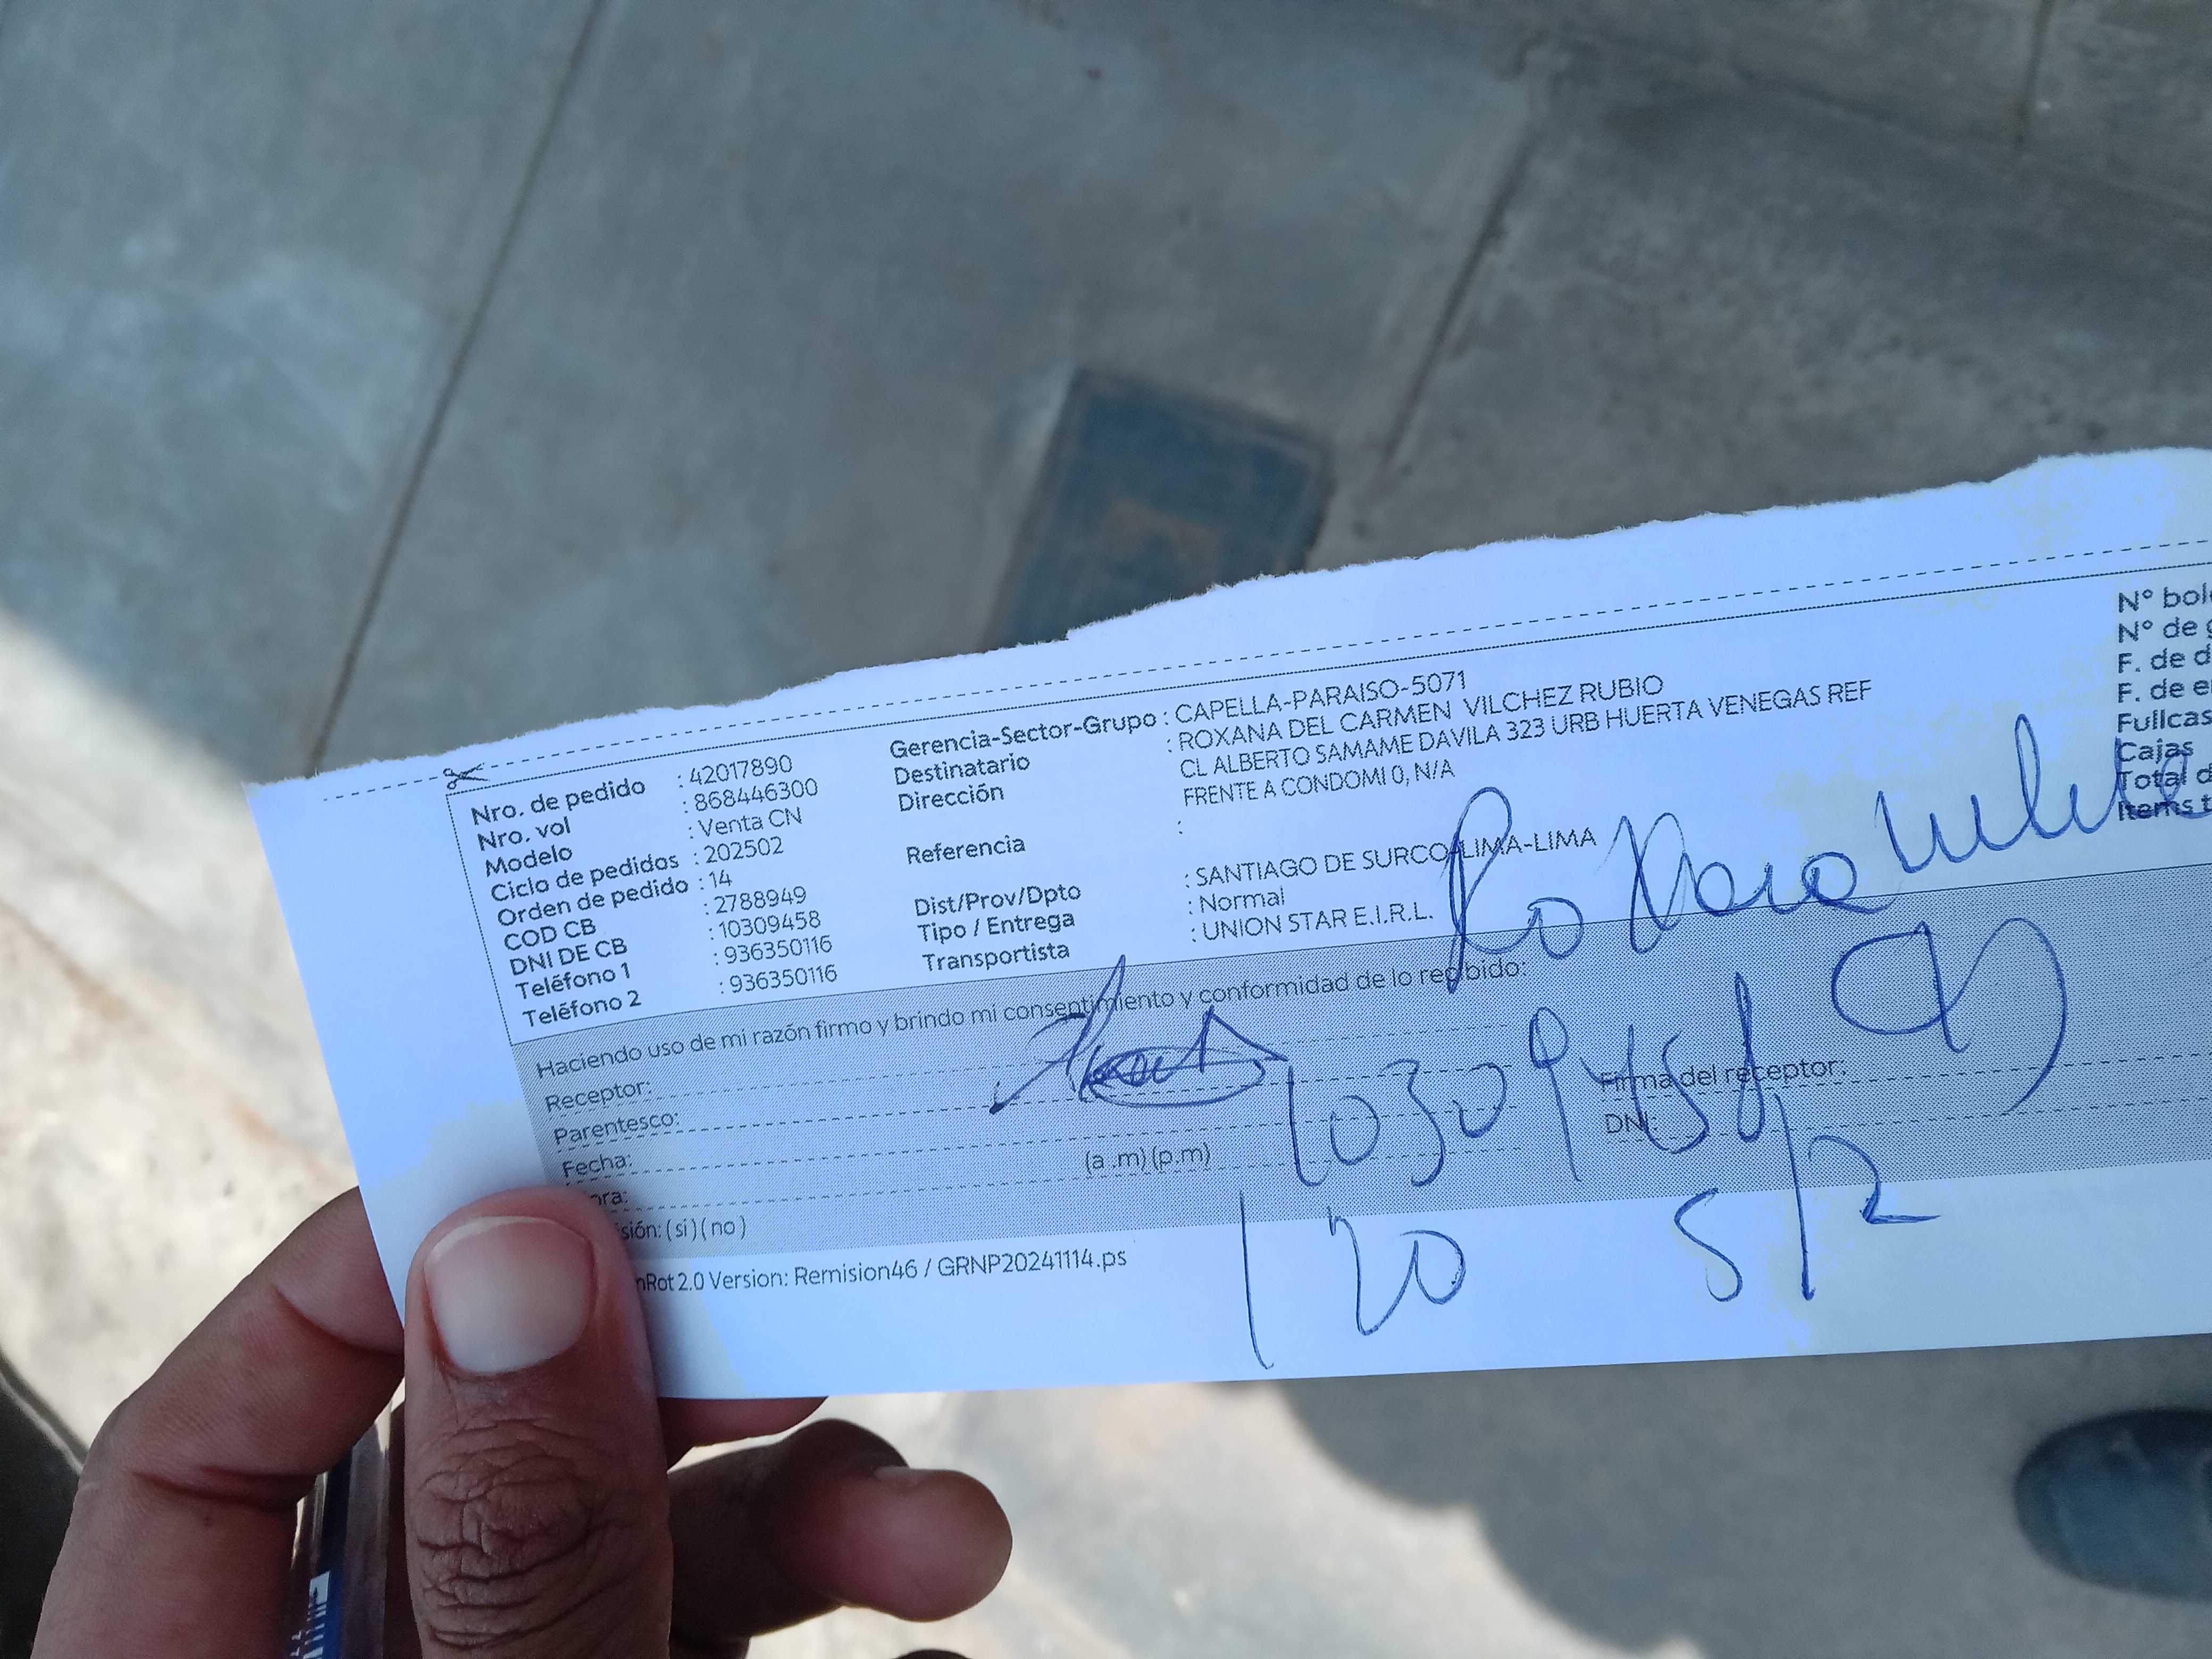 Nro. de pedido : 42017890
Nro. vol : 868446300
Modelo : Venta CN
Ciclo de pedidos : 202502
Orden de pedido : 14
COD CB : 2788949
DNI DE CB : 10309458
Teléfono 1 : 936350116
Teléfono 2 : 936350116
Gerencia-Sector-Grupo : CAPELLA-PARAISO-5071
Destinatario : ROXANA DEL CARMEN VILCHEZ RUBIO
Dirección CL ALBERTO SAMAME DAVILA 323 URB HUERTA VENEGAS REF
FRENTE A CONDOMI 0, N/A
Referencia :
Dist/Prov/Dpto : SANTIAGO DE SURCO-LIMA-LIMA
Tipo / Entrega : Normal
Transportista : UNION STAR E.I.R.L.
N°
N° de
F. de
F. de
Cajas
Total
Items
Roxana
Haciendo uso de mi razón firmo y brindo mi consentimiento y conformidad de lo recibido:
Receptor:
Parentesco:
Fecha:
(a .m) (p.m)
(si) ( no )
Firma del receptor:
DNI:
10309458
120 5/2
2.0 Version: Remision46 / GRNP20241114.ps